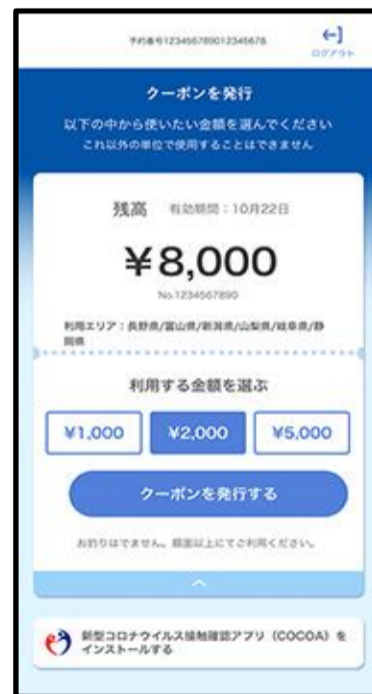 予約番号123456789012345678
ログアウト
クーポンを発行
以下の中から使いたい金額を選んでください
これ以外の単位で使用することはできません
残高 有効期間：10月22日
¥8,000
No.1234567890
利用エリア：長野県/富山県/新潟県/山梨県/岐阜県/静
岡県
利用する金額を選ぶ
¥1,000 ¥2,000 ¥5,000
クーポンを発行する
お釣りはでません。額面以上にてご利用ください。
新型コロナウイルス接触確認アプリ（COCOA）を
インストールする